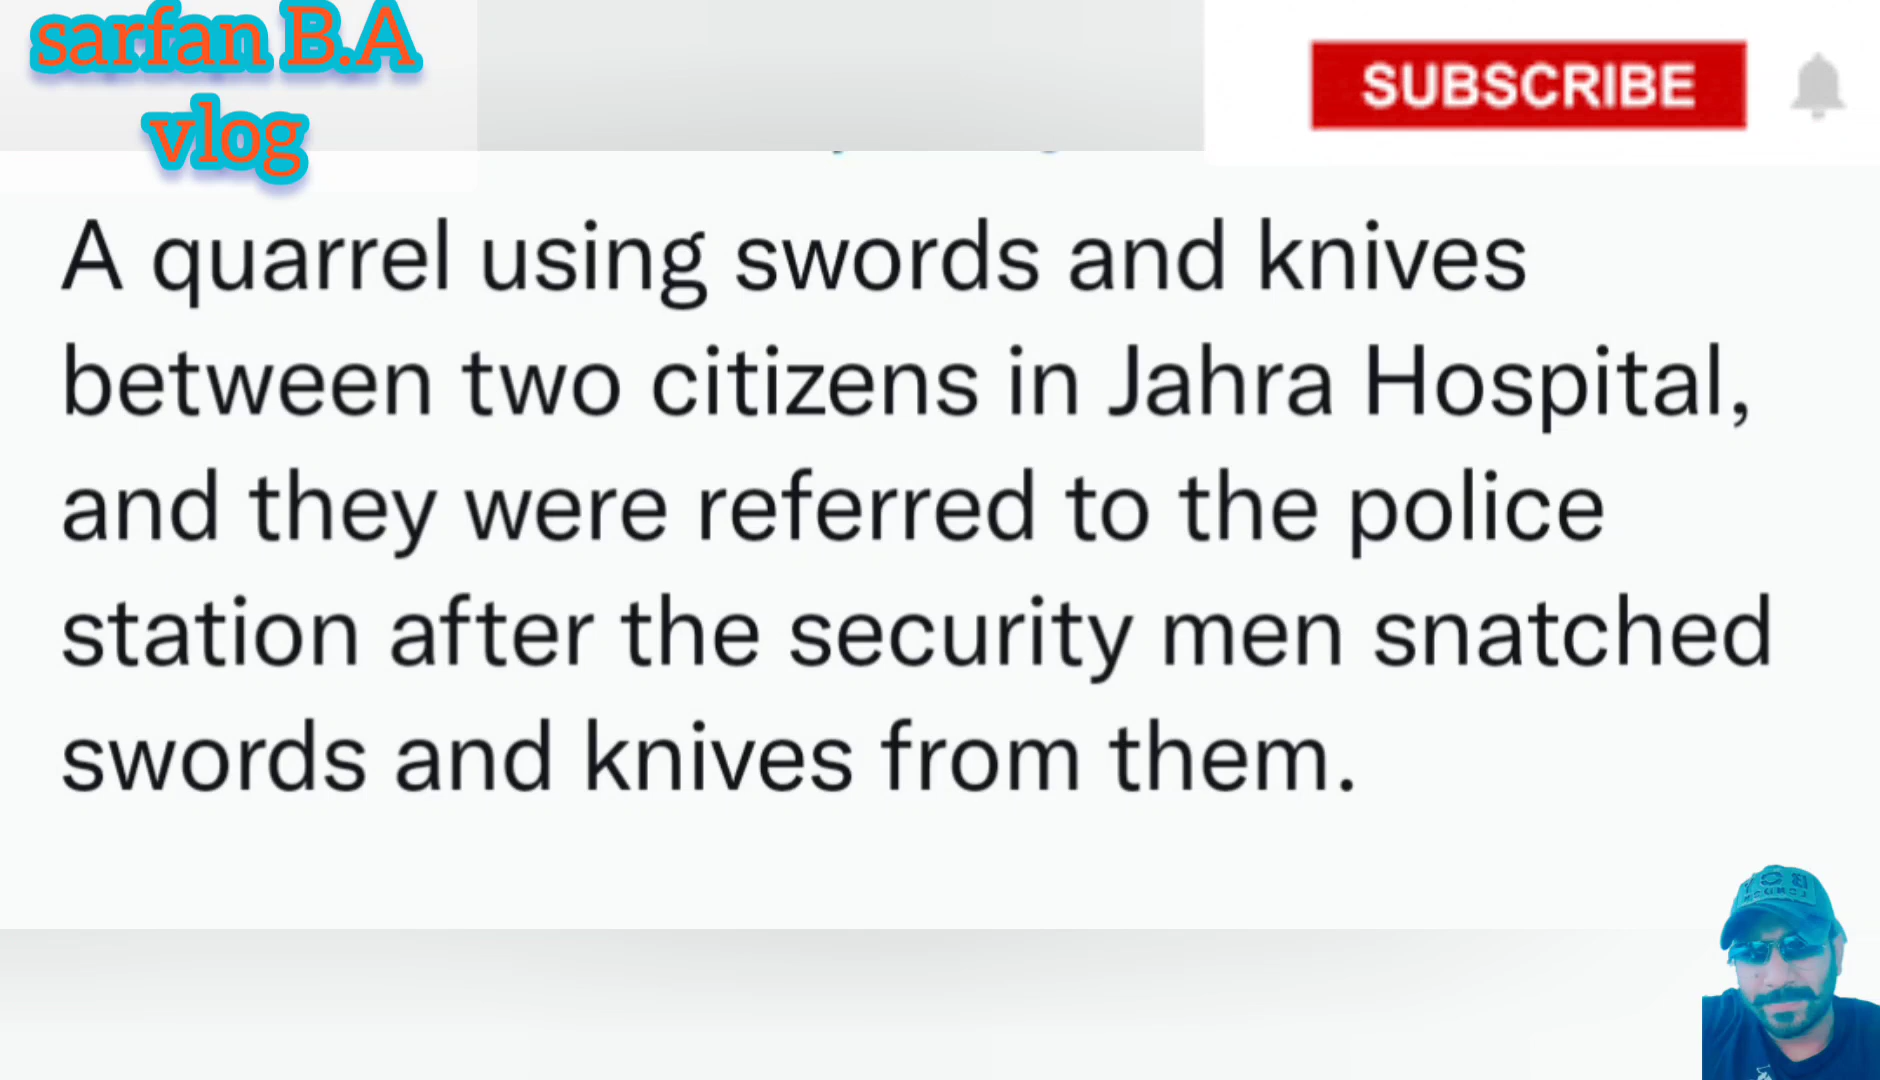 sarfan B.A
vlog
SUBSCRIBE
A quarrel using swords and knives
between two citizens in Jahra Hospital,
and they were referred to the police
station after the security men snatched
swords and knives from them.